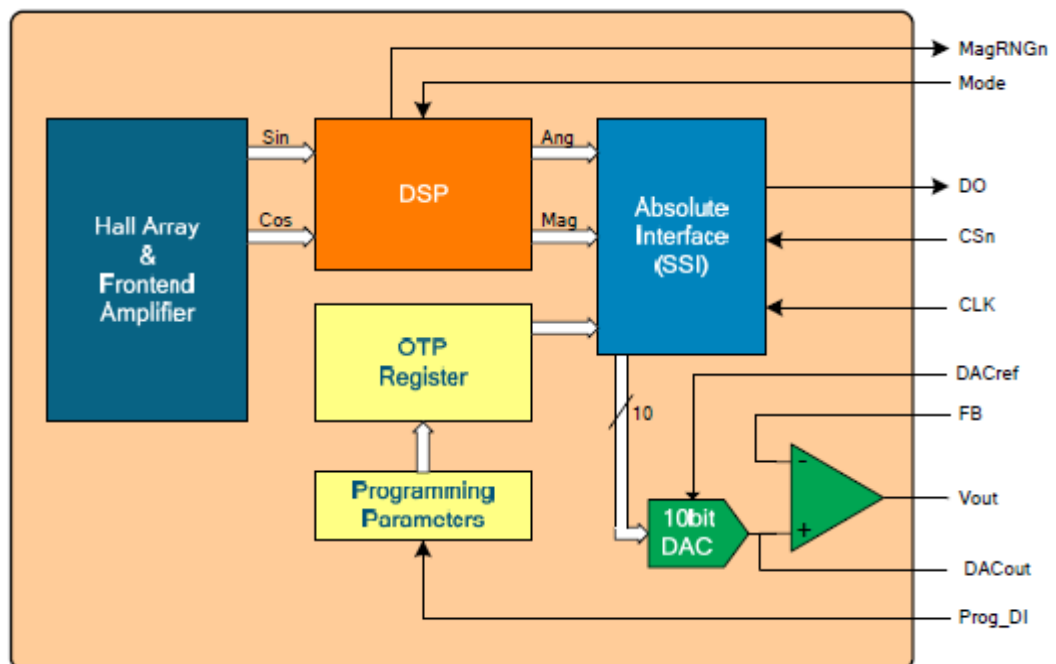 MagRNGn
Mode
Sin
Ang
DSP
DO
Hall Array
&
Frontend
Amplifier
Absolute
Interface
(SSI)
Cos
Mag
CSn
CLK
OTP
Register
DACref
10
FB
-
Programming
Parameters
10bit
DAC
+
Vout
DACout
Prog_DI